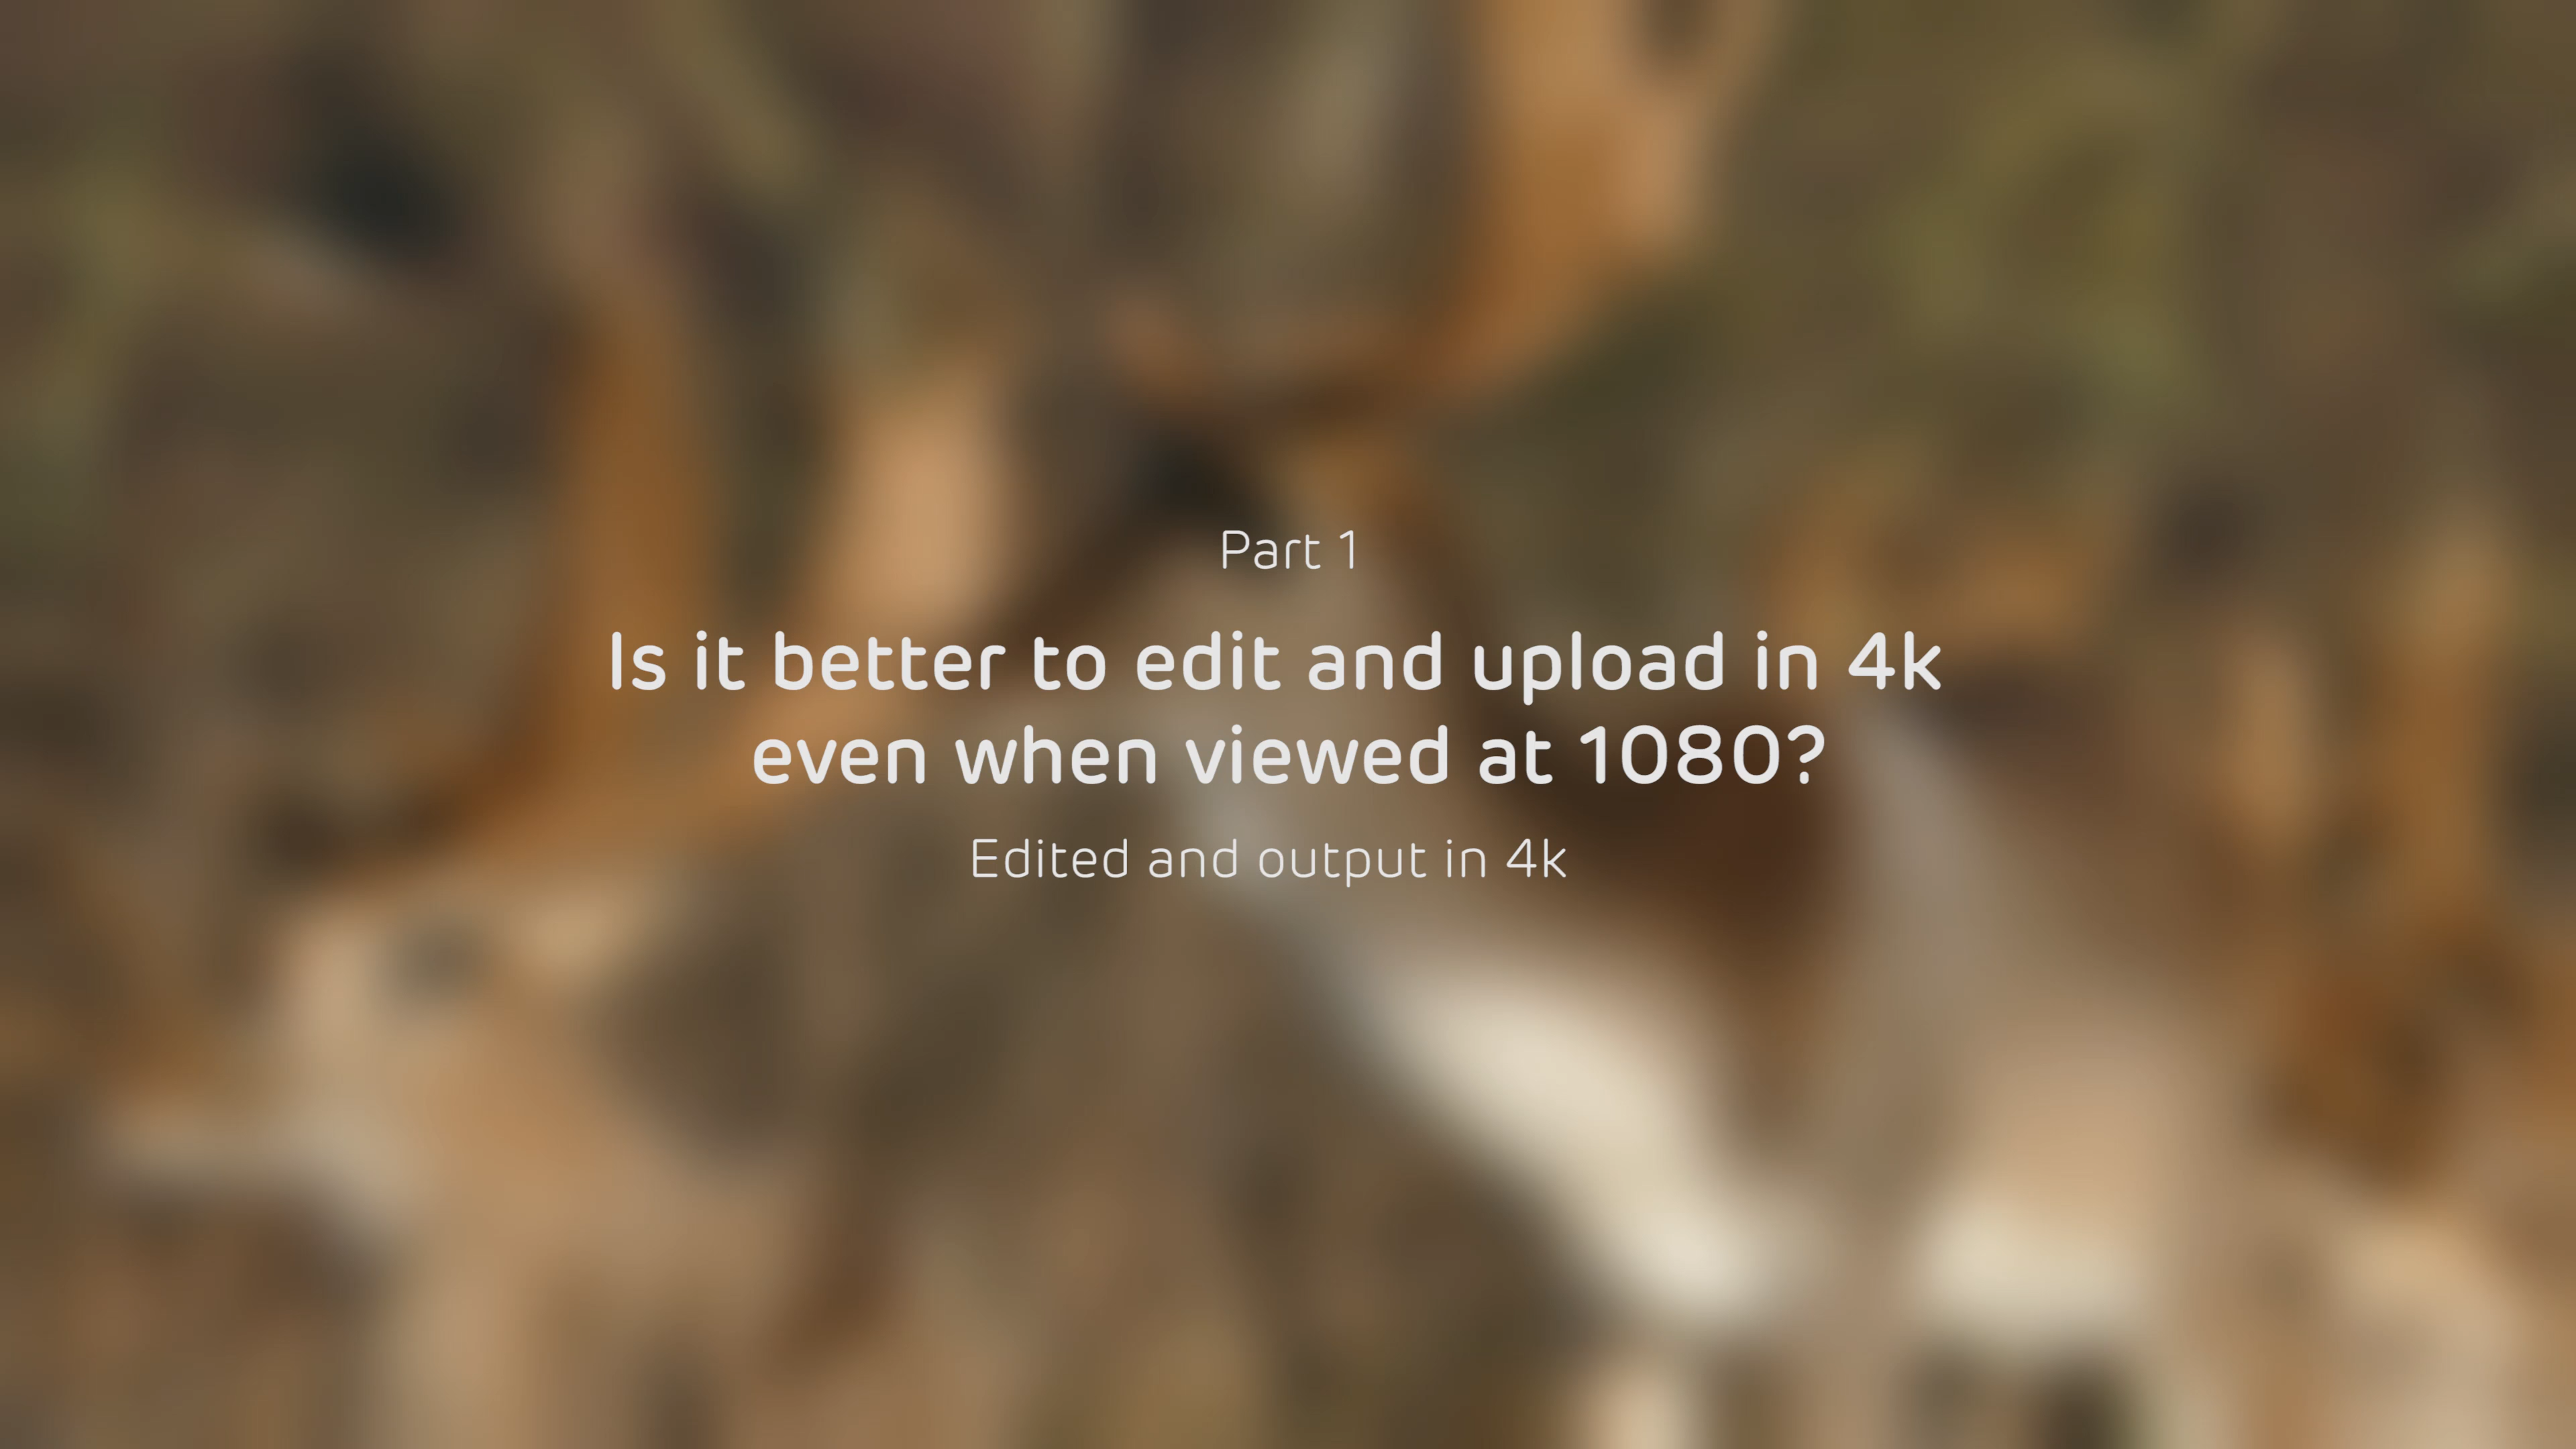 Part 1
Is it better to edit and upload in 4k
even when viewed at 1080?
Edited and output in 4k